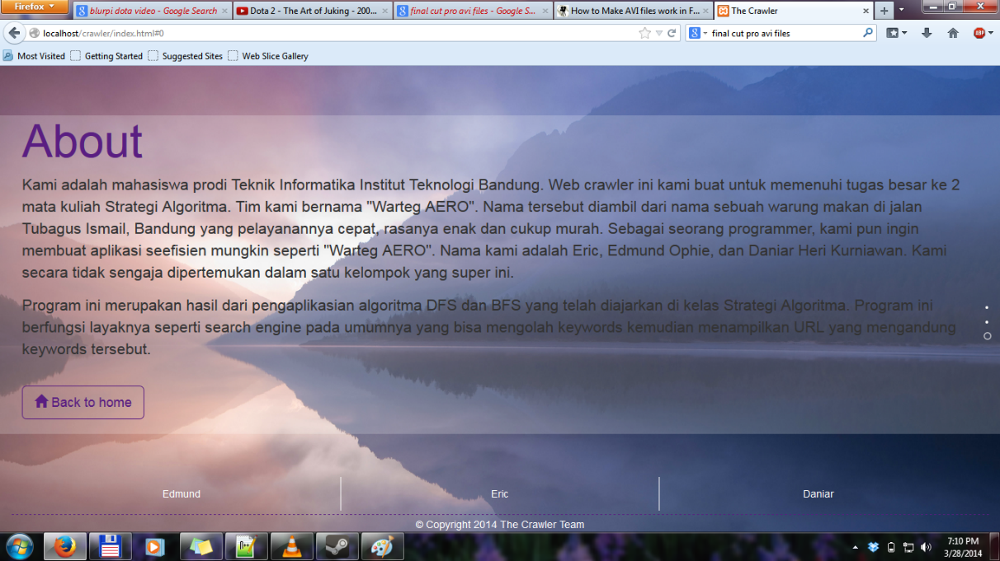 Firefox
blurpi dota video - Google Search
Dota 2 - The Art of Juking - 200...
final cut pro avi files - Google S...
How to Make AVI files work in F...
The Crawler
localhost/crawler/index.html#0
final cut pro avi files
ABP
Most Visited
Getting Started
Suggested Sites
Web Slice Gallery
About
Kami adalah mahasiswa prodi Teknik Informatika Institut Teknologi Bandung. Web crawler ini kami buat untuk memenuhi tugas besar ke 2
mata kuliah Strategi Algoritma. Tim kami bernama "Warteg AERO". Nama tersebut diambil dari nama sebuah warung makan di jalan
Tubagus Ismail, Bandung yang pelayanannya cepat, rasanya enak dan cukup murah. Sebagai seorang programmer, kami pun ingin
membuat aplikasi seefisien mungkin seperti "Warteg AERO". Nama kami adalah Eric, Edmund Ophie, dan Daniar Heri Kurniawan. Kami
secara tidak sengaja dipertemukan dalam satu kelompok yang super ini.
Program ini merupakan hasil dari pengaplikasian algoritma DFS dan BFS yang telah diajarkan di kelas Strategi Algoritma. Program ini
berfungsi layaknya seperti search engine pada umumnya yang bisa mengolah keywords kemudian menampilkan URL yang mengandung
keywords tersebut.
Back to home
Edmund
Eric
Daniar
© Copyright 2014 The Crawler Team
7:10 PM
3/28/2014